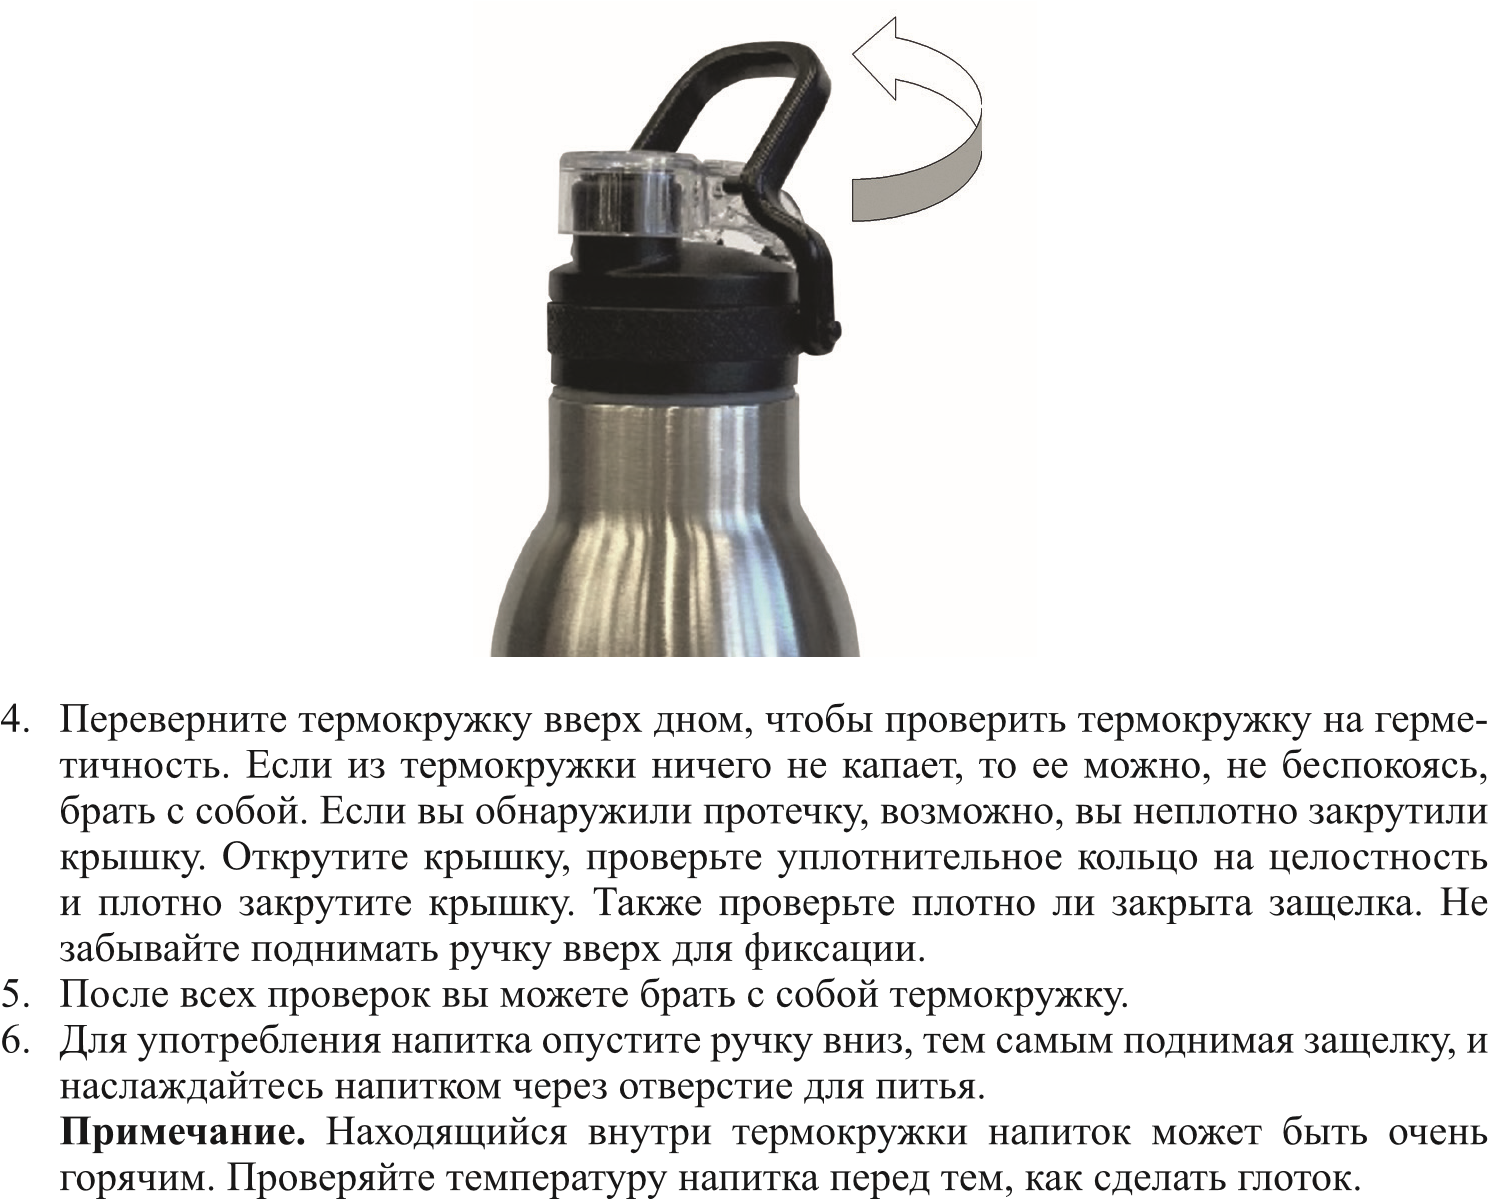 4. Переверните термокружку вверх дном, чтобы проверить термокружку на герме-
тичность. Если из термокружки ничего не капает, то ее можно, не беспокоясь,
брать с собой. Если вы обнаружили протечку, возможно, вы неплотно закрутили
крышку. Открутите крышку, проверьте уплотнительное кольцо на целостность
и плотно закрутите крышку. Также проверьте плотно ли закрыта защелка. Не
забывайте поднимать ручку вверх для фиксации.
5. После всех проверок вы можете брать с собой термокружку.
6. Для употребления напитка опустите ручку вниз, тем самым поднимая защелку, и
наслаждайтесь напитком через отверстие для питья.
Примечание. Находящийся внутри термокружки напиток может быть очень
горячим. Проверяйте температуру напитка перед тем, как сделать глоток.